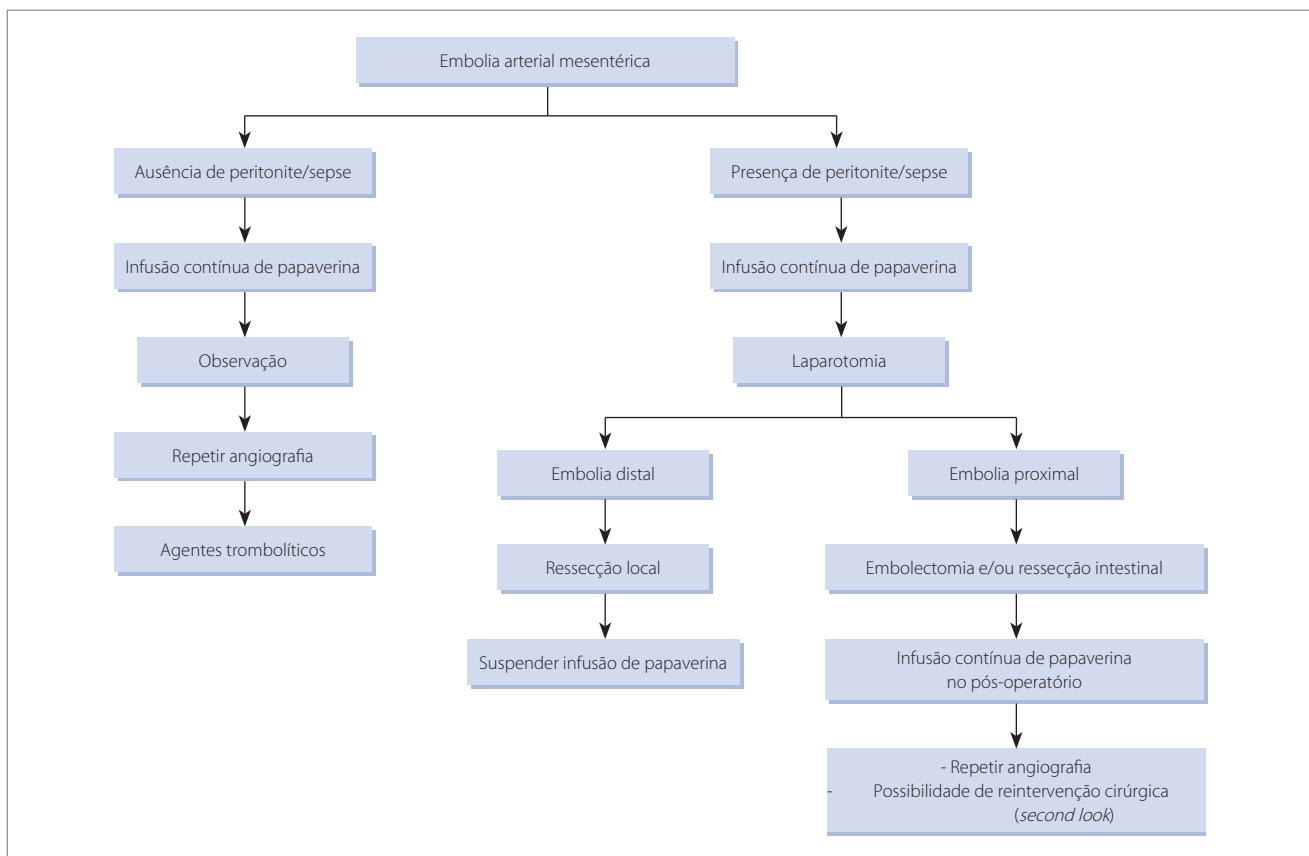 Embolia arterial mesentérica
Ausência de peritonite/sepse
Presença de peritonite/sepse
Infusão contínua de papaverina
Infusão contínua de papaverina
Observação
Laparotomia
Repetir angiografia
Embolia distal
Embolia proximal
Agentes trombolíticos
Ressecção local
Embolectomia e/ou ressecção intestinal
Suspender infusão de papaverina
Infusão contínua de papaverina
no pós-operatório
- Repetir angiografia
- Possibilidade de reintervenção cirúrgica
(second look)